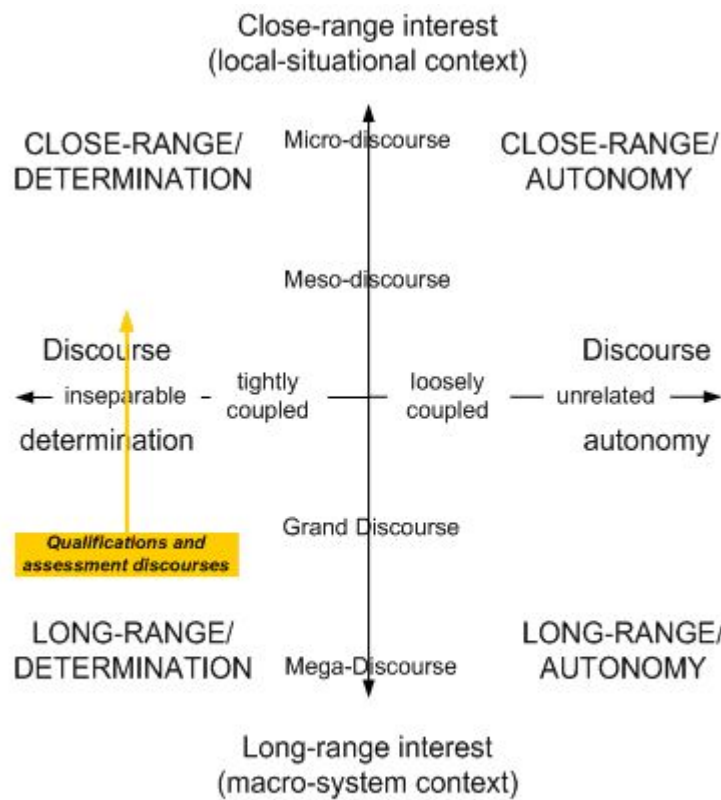 Close-range interest
(local-situational context)
CLOSE-RANGE/
DETERMINATION
Micro-discourse
CLOSE-RANGE/
AUTONOMY
Meso-discourse
Discourse
inseparable
determination
tightly
coupled
loosely
coupled
Discourse
unrelated
autonomy
Qualifications and
assessment discourses
Grand Discourse
LONG-RANGE/
DETERMINATION
Mega-Discourse
LONG-RANGE/
AUTONOMY
Long-range interest
(macro-system context)